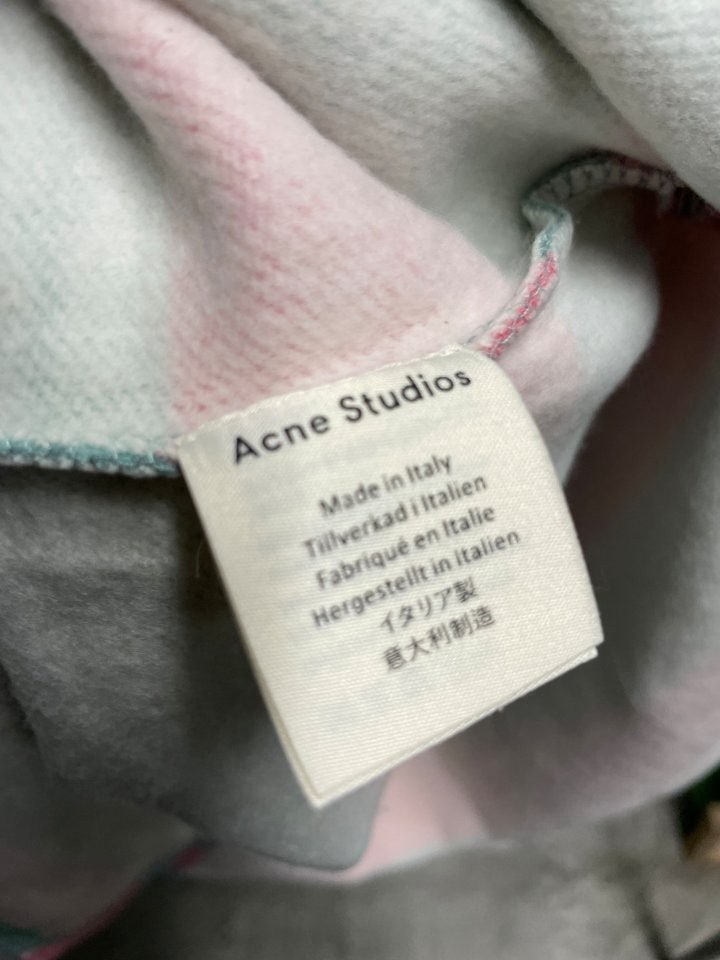 Acne Studios
Made in Italy
Tillverkad i Italien
Fabriqué en Italie
Hergestellt in Italien
イタリア製
意大利制造